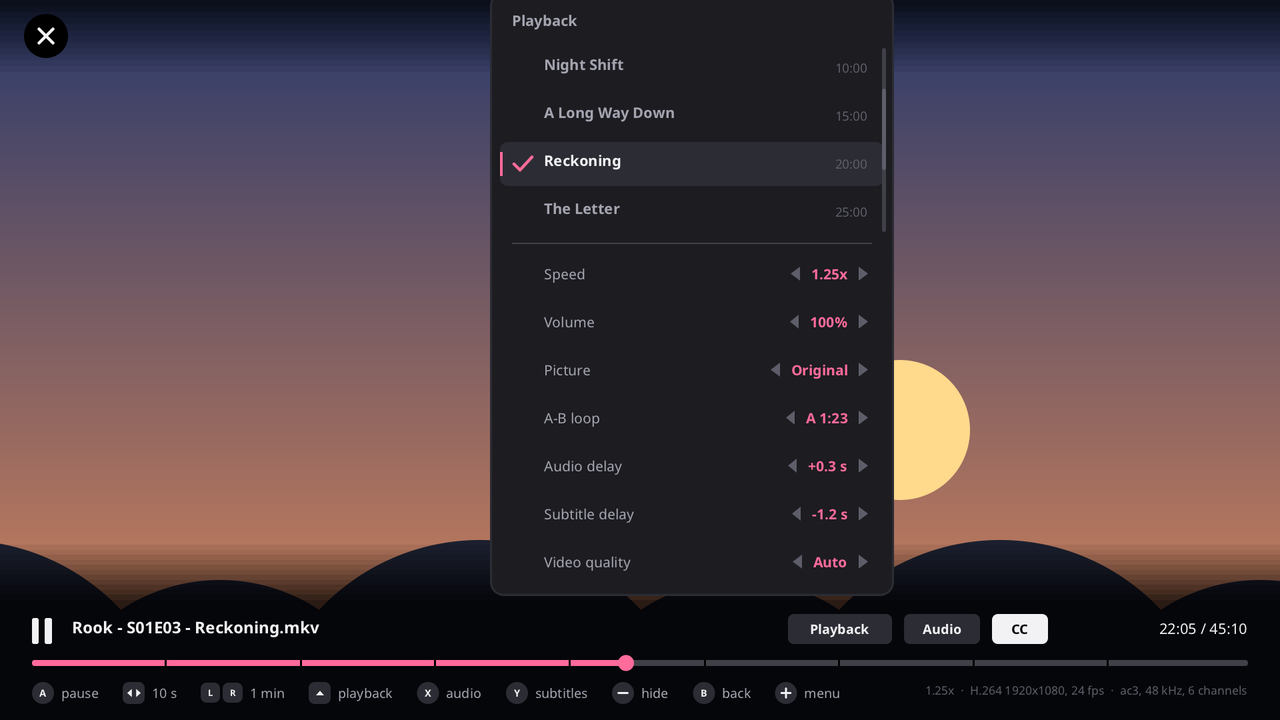 Playback
Night Shift 10:00
A Long Way Down 15:00
Reckoning 20:00
The Letter 25:00
Speed 1.25x
Volume 100%
Picture Original
A-B loop A 1:23
Audio delay +0.3 s
Subtitle delay -1.2 s
Video quality Auto
Rook - S01E03 - Reckoning.mkv Playback Audio CC 22:05 / 45:10
A pause 10 s L R 1 min playback X audio Y subtitles hide B back menu 1.25x · H.264 1920x1080, 24 fps · ac3, 48 kHz, 6 channels